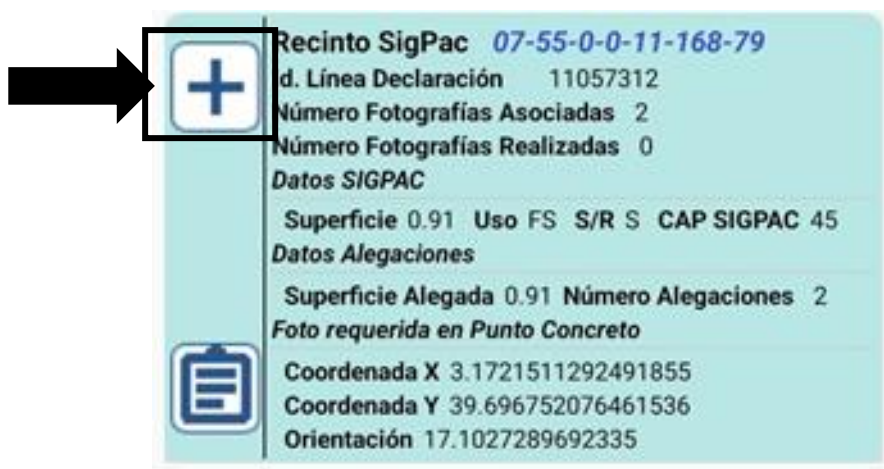 Recinto SigPac 07-55-0-0-11-168-79
d. Línea Declaración 11057312
Número Fotografías Asociadas 2
Número Fotografías Realizadas 0
Datos SIGPAC
Superficie 0.91 Uso FS S/R S CAP SIGPAC 45
Datos Alegaciones
Superficie Alegada 0.91 Número Alegaciones 2
Foto requerida en Punto Concreto
Coordenada X 3.1721511292491855
Coordenada Y 39.696752076461536
Orientación 17.1027289692335